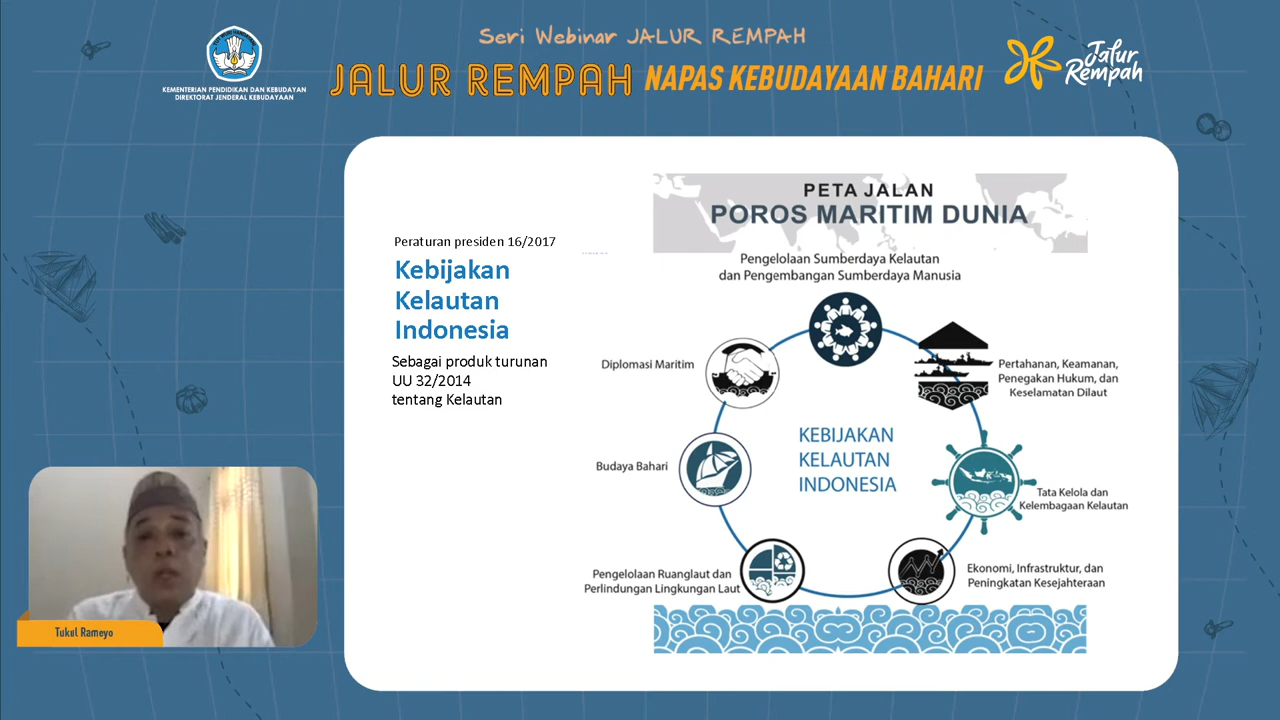 Seri Webinar JALUR REMPAH
JALUR REMPAH NAPAS KEBUDAYAAN BAHARI
KEMENTERIAN PENDIDIKAN DAN KEBUDAYAAN
DIREKTORAT JENDERAL KEBUDAYAAN
Jalur
Rempah
Peraturan presiden 16/2017
Kebijakan
Kelautan
Indonesia
Sebagai produk turunan
UU 32/2014
tentang Kelautan
PETA JALAN
POROS MARITIM DUNIA
Pengelolaan Sumberdaya Kelautan
dan Pengembangan Sumberdaya Manusia
Diplomasi Maritim
Pertahanan, Keamanan,
Penegakan Hukum, dan
Keselamatan Dilaut
KEBIJAKAN
KELAUTAN
INDONESIA
Budaya Bahari
Tata Kelola dan
Kelembagaan Kelautan
Pengelolaan Ruanglaut dan
Perlindungan Lingkungan Laut
Ekonomi, Infrastruktur, dan
Peningkatan Kesejahteraan
Tukul Rameyo